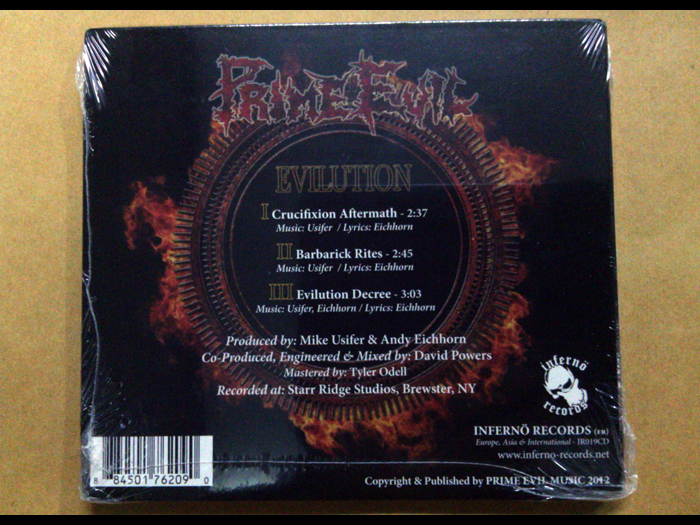 PRIME EVIL
EVILUTION
I Crucifixion Aftermath - 2:37
Music: Usifer / Lyrics: Eichhorn
II Barbarick Rites - 2:45
Music: Usifer / Lyrics: Eichhorn
III Evilution Decree - 3:03
Music: Usifer, Eichhorn / Lyrics: Eichhorn
Produced by: Mike Usifer & Andy Eichhorn
Co-Produced, Engineered & Mixed by: David Powers
Mastered by: Tyler Odell
Recorded at: Starr Ridge Studios, Brewster, NY
infernö
records
INFERNÖ RECORDS (FR)
Europe, Asia & International - IR019CD
www.inferno-records.net
8 84501 76209 0
Copyright & Published by PRIME EVIL MUSIC 2012